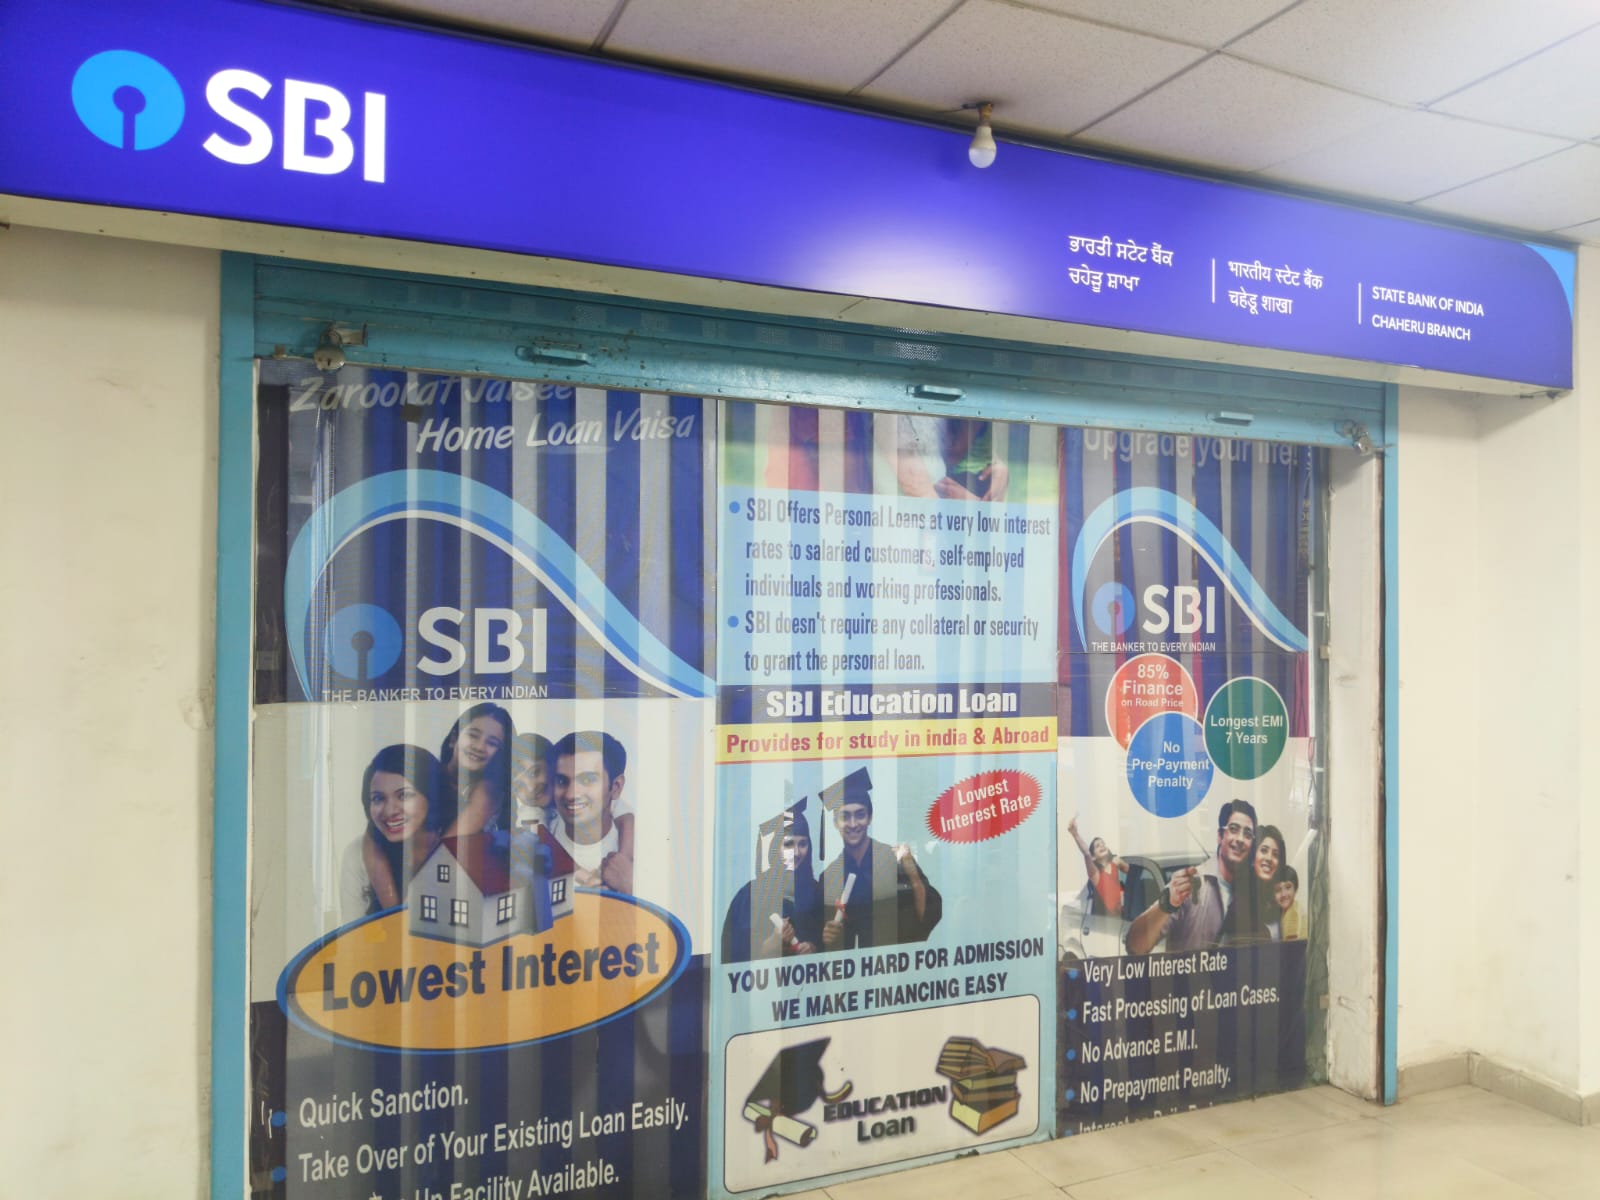 SBI
ਭਾਰਤੀ ਸਟੇਟ ਬੈਂਕ
ਚਹੇੜੂ ਸ਼ਾਖਾ
भारतीय स्टेट बैंक
चहेडू शाखा
STATE BANK OF INDIA
CHAHERU BRANCH
Zaroorat Jaisee
Home Loan Vaisa
SBI
THE BANKER TO EVERY INDIAN
Lowest Interest
Quick Sanction.
Take Over of Your Existing Loan Easily.
Up Facility Available.
SBI Offers Personal Loans at very low interest
rates to salaried customers, self-employed
individuals and working professionals.
SBI doesn't require any collateral or security
to grant the personal loan.
SBI Education Loan
Provides for study in india & Abroad
Lowest
Interest Rate
YOU WORKED HARD FOR ADMISSION
WE MAKE FINANCING EASY
EDUCATION
Loan
Upgrade your life!
SBI
THE BANKER TO EVERY INDIAN
85%
Finance
on Road Price
Longest EMI
7 Years
No
Pre-Payment
Penalty
Very Low Interest Rate
Fast Processing of Loan Cases.
No Advance E.M.I.
No Prepayment Penalty.
Interest